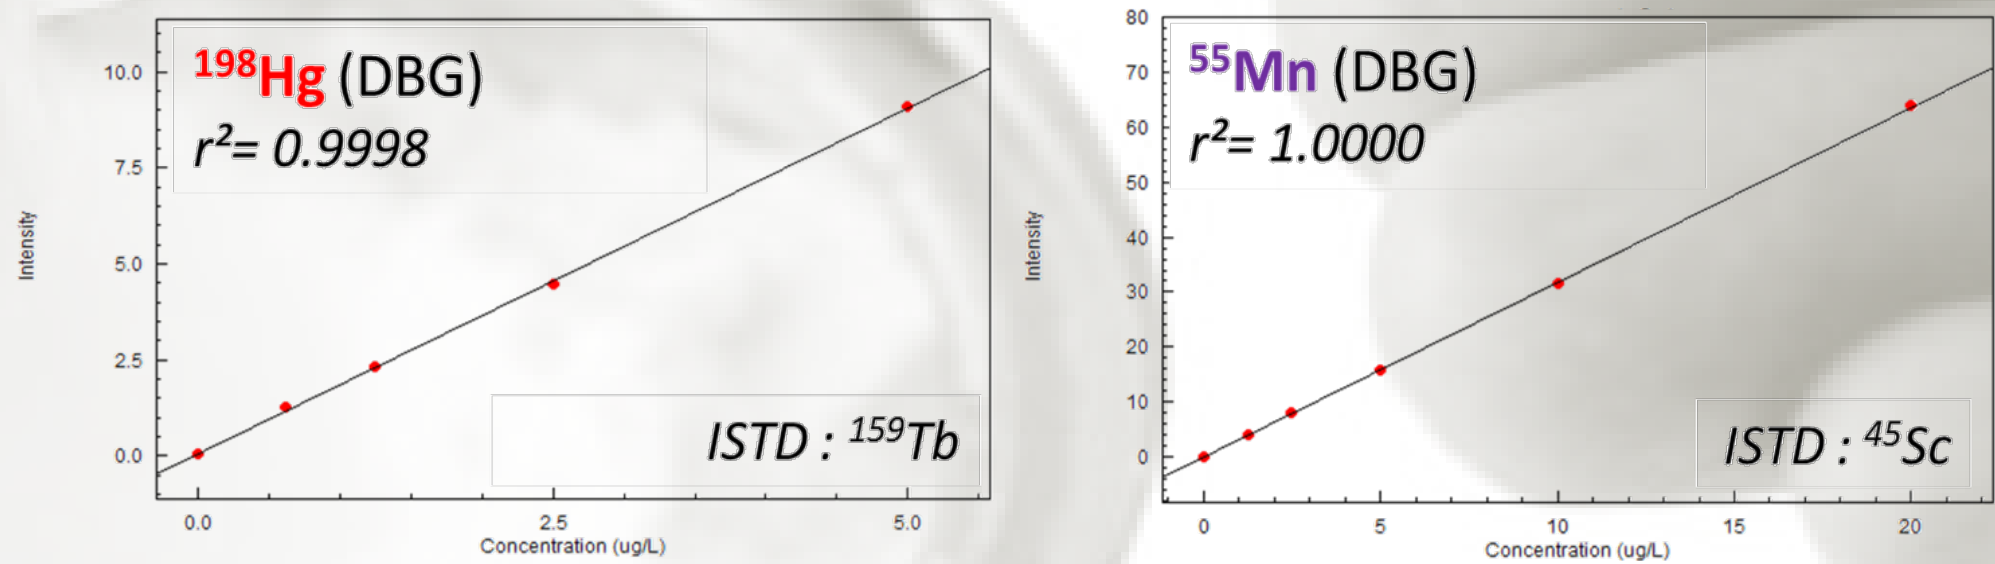 ¹⁹⁸Hg (DBG)
r²= 0.9998
10.0
7.5
5.0
2.5
0.0
Intensity
ISTD : ¹⁵⁹Tb
0.0 2.5 5.0
Concentration (ug/L)
⁵⁵Mn (DBG)
r²= 1.0000
80
70
60
50
40
30
20
10
0
Intensity
ISTD : ⁴⁵Sc
0 5 10 15 20
Concentration (ug/L)